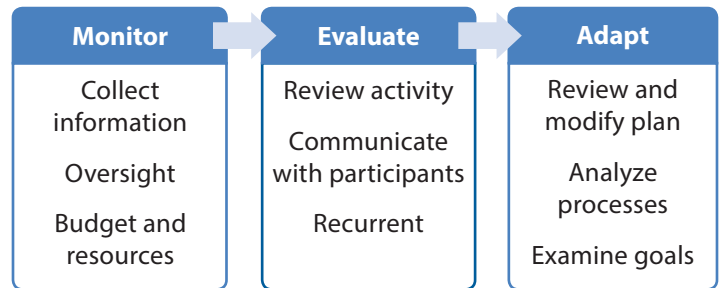 Monitor
Collect
information
Oversight
Budget and
resources
Evaluate
Review activity
Communicate
with participants
Recurrent
Adapt
Review and
modify plan
Analyze
processes
Examine goals